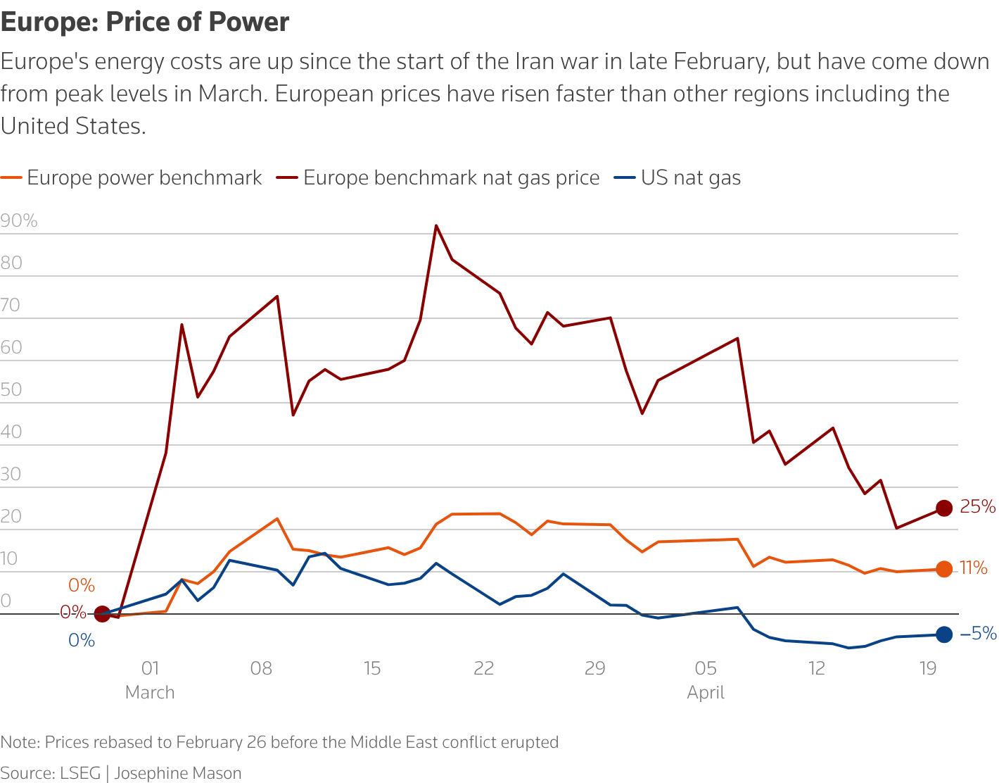 Europe: Price of Power
Europe's energy costs are up since the start of the Iran war in late February, but have come down
from peak levels in March. European prices have risen faster than other regions including the
United States.
Europe power benchmark Europe benchmark nat gas price US nat gas
90%
80
70
60
50
40
30
20
10
0
0%
0%
0%
25%
11%
–5%
01 08 15 22 29 05 12 19
March April
Note: Prices rebased to February 26 before the Middle East conflict erupted
Source: LSEG | Josephine Mason